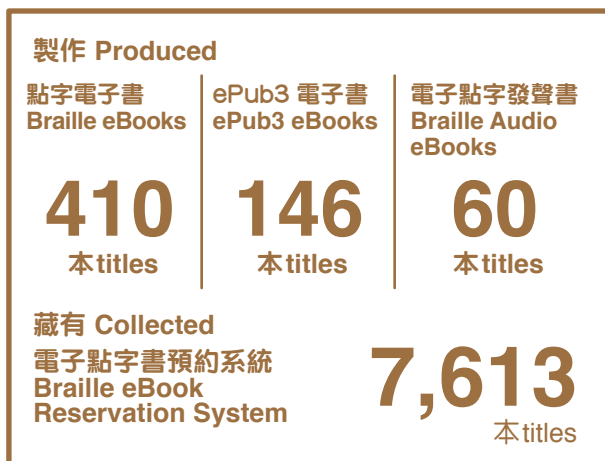 製作 Produced
點字電子書
Braille eBooks
410
本titles
ePub3 電子書
ePub3 eBooks
146
本titles
電子點字發聲書
Braille Audio
eBooks
60
本titles
藏有 Collected
電子點字書預約系統
Braille eBook
Reservation System
7,613
本titles